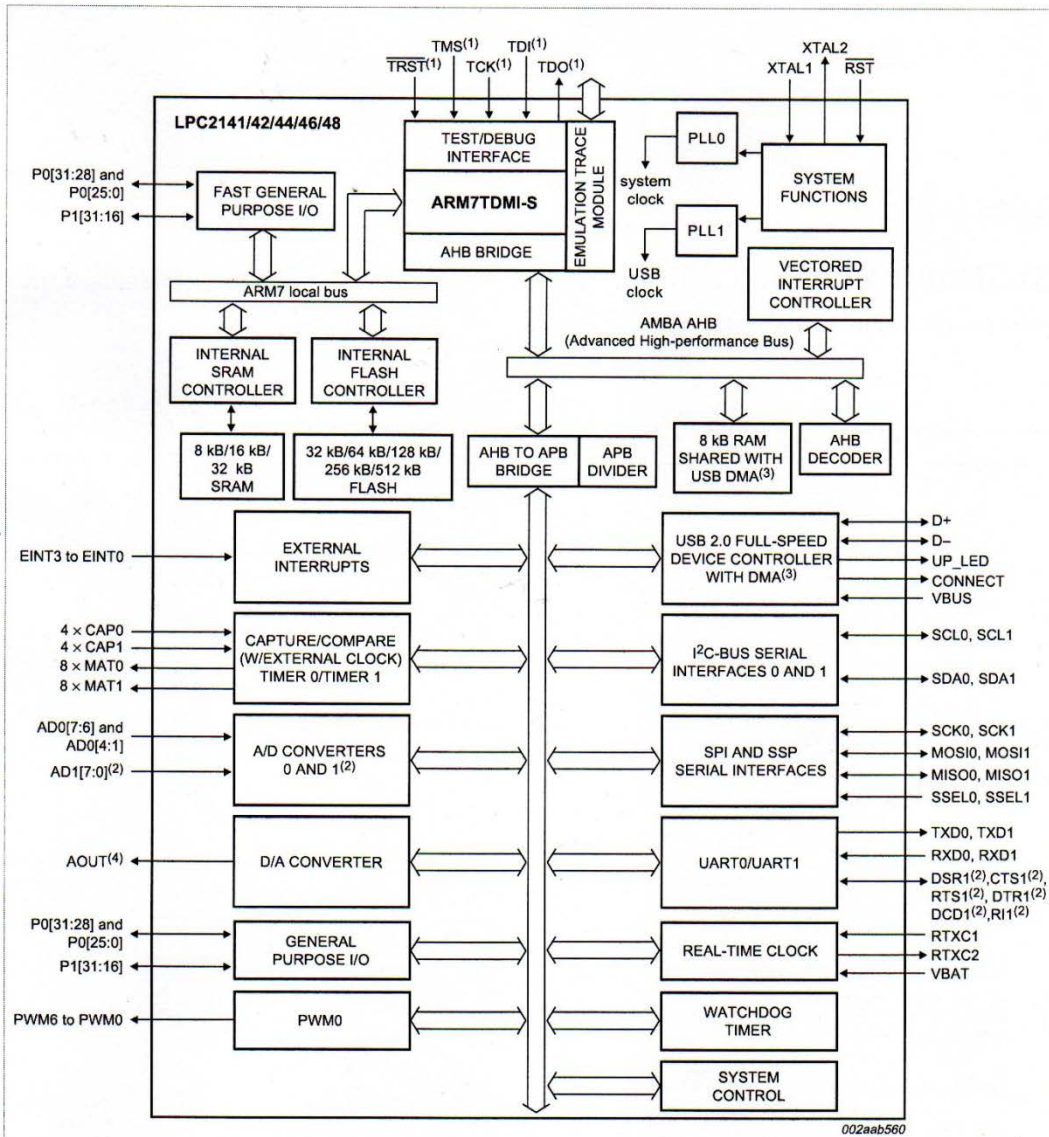 TMS(1)
TDI(1)
TRST(1)
TCK(1)
TDO(1)
XTAL2
XTAL1
RST
LPC2141/42/44/46/48
TEST/DEBUG
INTERFACE
ARM7TDMI-S
AHB BRIDGE
EMULATION TRACE
MODULE
PLL0
system
clock
PLL1
USB
clock
SYSTEM
FUNCTIONS
VECTORED
INTERRUPT
CONTROLLER
P0[31:28] and
P0[25:0]
P1[31:16]
FAST GENERAL
PURPOSE I/O
ARM7 local bus
AMBA AHB
(Advanced High-performance Bus)
INTERNAL
SRAM
CONTROLLER
INTERNAL
FLASH
CONTROLLER
8 kB/16 kB/
32 kB
SRAM
32 kB/64 kB/128 kB/
256 kB/512 kB
FLASH
AHB TO APB
BRIDGE
APB
DIVIDER
8 kB RAM
SHARED WITH
USB DMA(3)
AHB
DECODER
EINT3 to EINT0
EXTERNAL
INTERRUPTS
USB 2.0 FULL-SPEED
DEVICE CONTROLLER
WITH DMA(3)
D+
D–
UP_LED
CONNECT
VBUS
4 × CAP0
4 × CAP1
8 × MAT0
8 × MAT1
CAPTURE/COMPARE
(W/EXTERNAL CLOCK)
TIMER 0/TIMER 1
I2C-BUS SERIAL
INTERFACES 0 AND 1
SCL0, SCL1
SDA0, SDA1
AD0[7:6] and
AD0[4:1]
AD1[7:0](2)
A/D CONVERTERS
0 AND 1(2)
SPI AND SSP
SERIAL INTERFACES
SCK0, SCK1
MOSI0, MOSI1
MISO0, MISO1
SSEL0, SSEL1
AOUT(4)
D/A CONVERTER
UART0/UART1
TXD0, TXD1
RXD0, RXD1
DSR1(2),CTS1(2),
RTS1(2), DTR1(2)
DCD1(2),RI1(2)
P0[31:28] and
P0[25:0]
P1[31:16]
GENERAL
PURPOSE I/O
REAL-TIME CLOCK
RTXC1
RTXC2
VBAT
PWM6 to PWM0
PWM0
WATCHDOG
TIMER
SYSTEM
CONTROL
002aab560